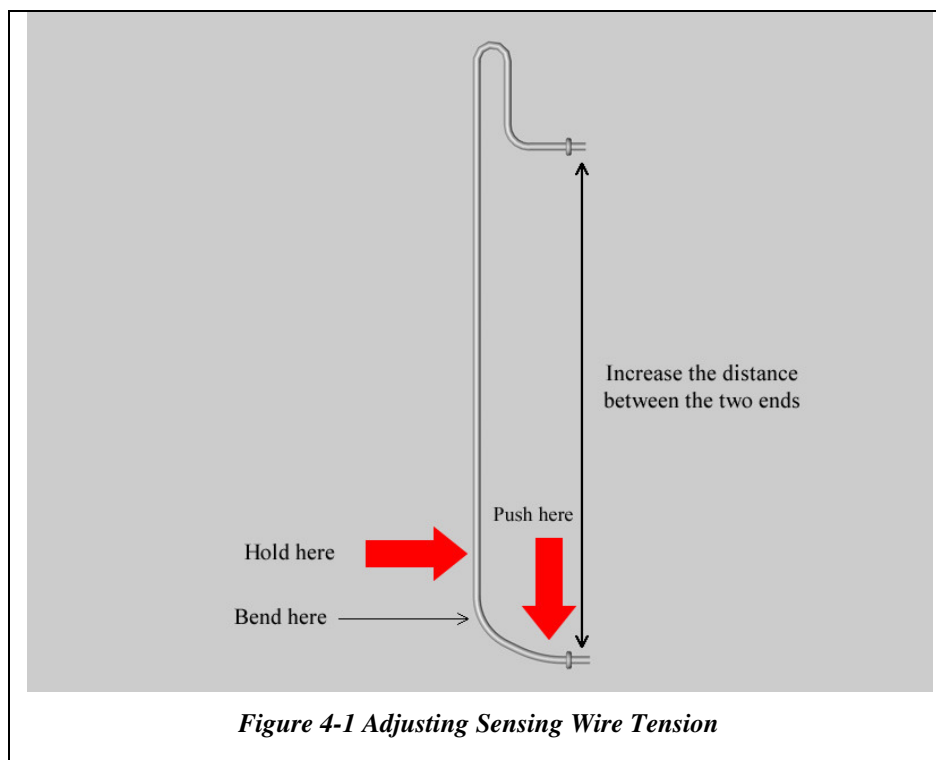 Increase the distance
between the two ends
Push here
Hold here
Bend here
Figure 4-1 Adjusting Sensing Wire Tension